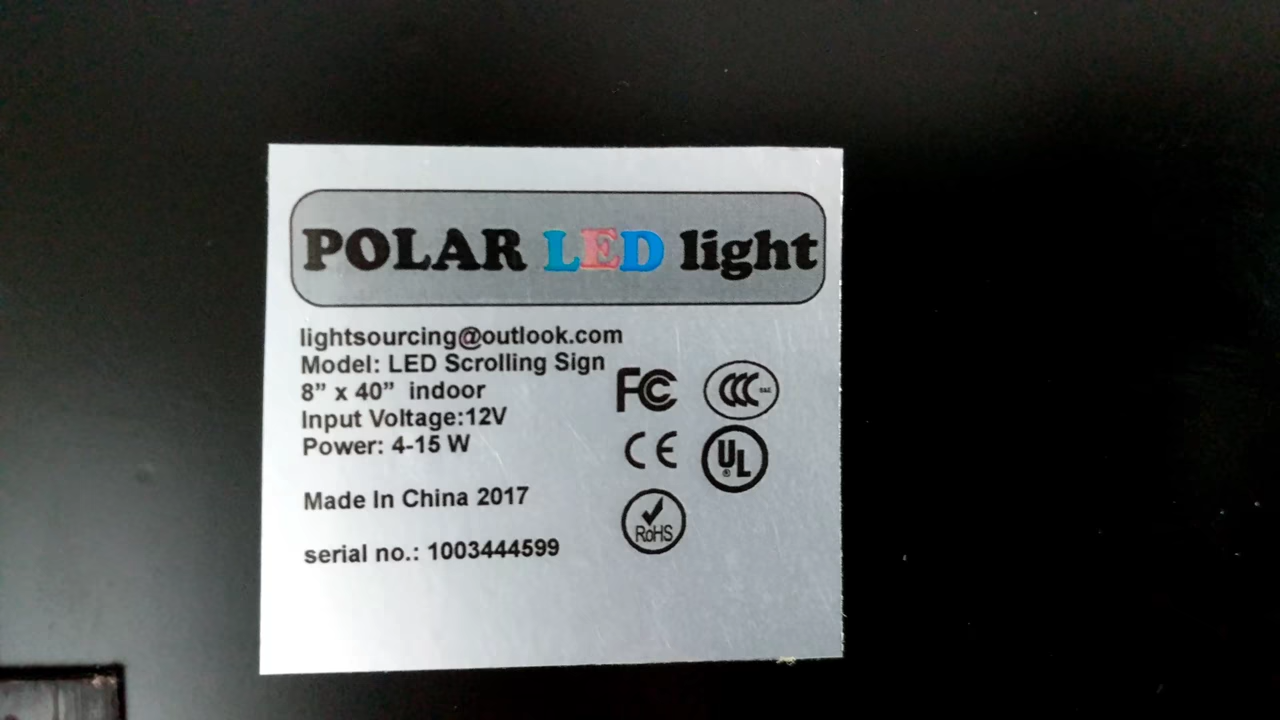 POLAR LED light
lightsourcing@outlook.com
Model: LED Scrolling Sign
8” x 40” indoor
Input Voltage:12V
Power: 4-15 W
Made In China 2017
serial no.: 1003444599
FC
CCC
CE
UL
®
RoHS